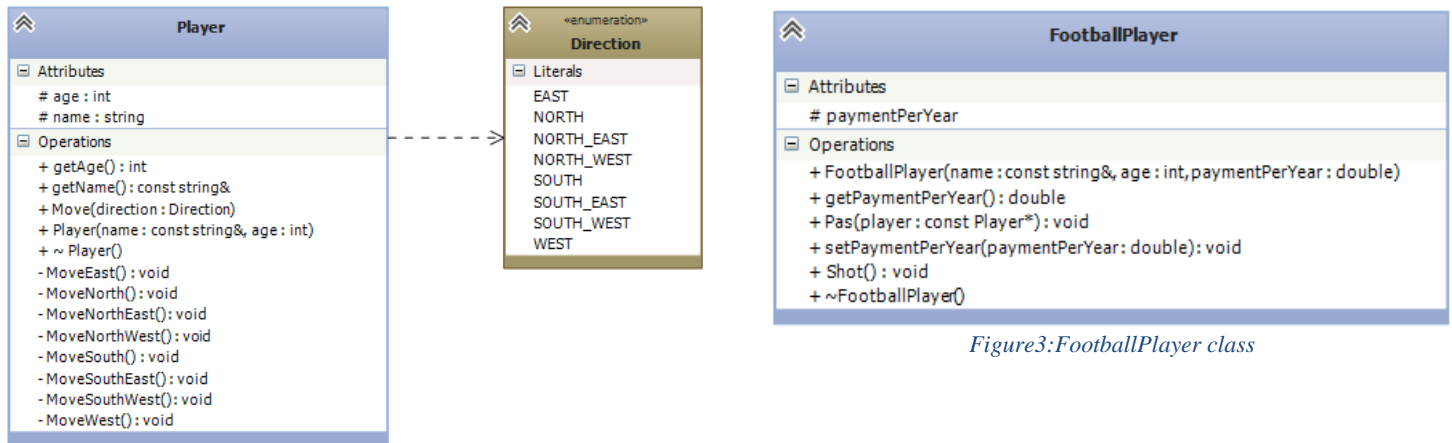 Player
Attributes
# age : int
# name : string
Operations
+ getAge() : int
+ getName() : const string&
+ Move(direction : Direction)
+ Player(name : const string&, age : int)
+ ~ Player()
- MoveEast() : void
- MoveNorth() : void
- MoveNorthEast() : void
- MoveNorthWest() : void
- MoveSouth() : void
- MoveSouthEast() : void
- MoveSouthWest() : void
- MoveWest() : void
«enumeration»
Direction
Literals
EAST
NORTH
NORTH_EAST
NORTH_WEST
SOUTH
SOUTH_EAST
SOUTH_WEST
WEST
FootballPlayer
Attributes
# paymentPerYear
Operations
+ FootballPlayer(name : const string&, age : int, paymentPerYear : double)
+ getPaymentPerYear() : double
+ Pas(player : const Player*) : void
+ setPaymentPerYear(paymentPerYear: double): void
+ Shot() : void
+ ~FootballPlayer()
Figure3:FootballPlayer class